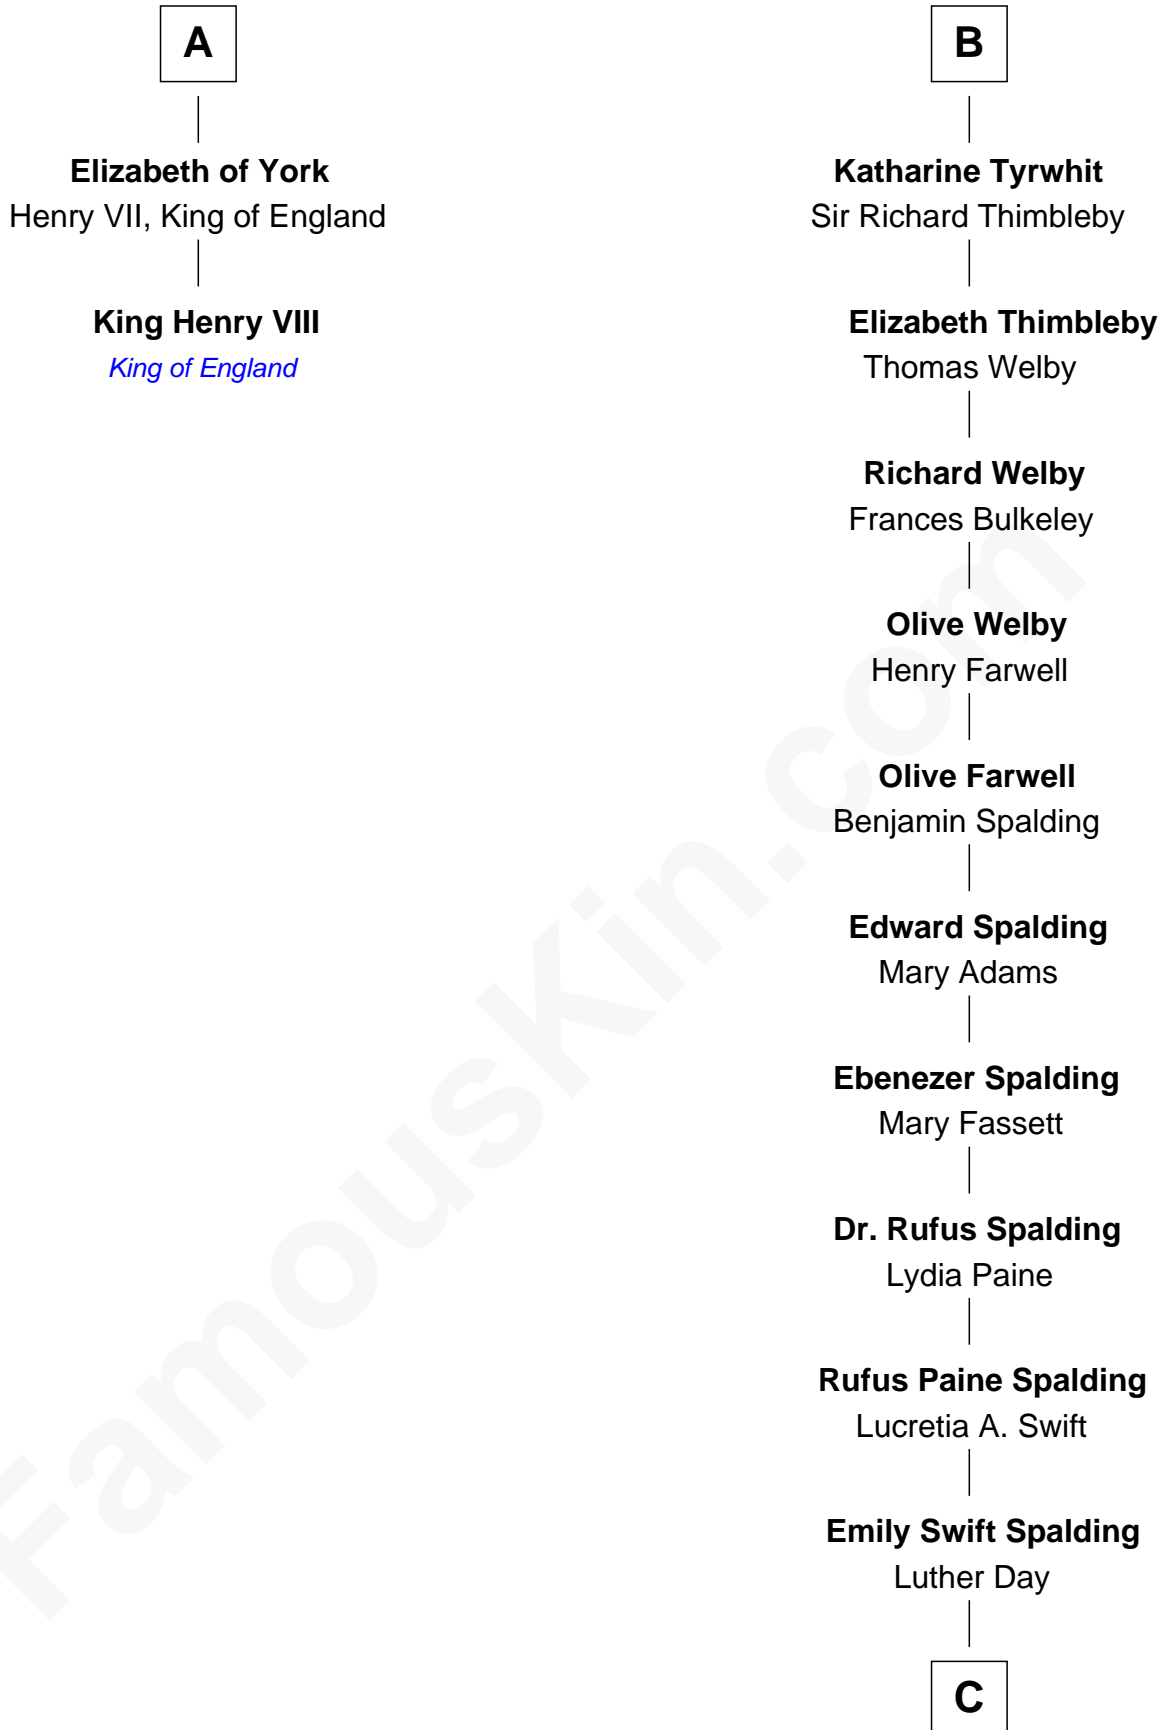 A
Elizabeth of York
Henry VII, King of England
King Henry VIII
King of England
B
Katharine Tyrwhit
Sir Richard Thimbleby
Elizabeth Thimbleby
Thomas Welby
Richard Welby
Frances Bulkeley
Olive Welby
Henry Farwell
Olive Farwell
Benjamin Spalding
Edward Spalding
Mary Adams
Ebenezer Spalding
Mary Fassett
Dr. Rufus Spalding
Lydia Paine
Rufus Paine Spalding
Lucretia A. Swift
Emily Swift Spalding
Luther Day
C
FamousKin.com